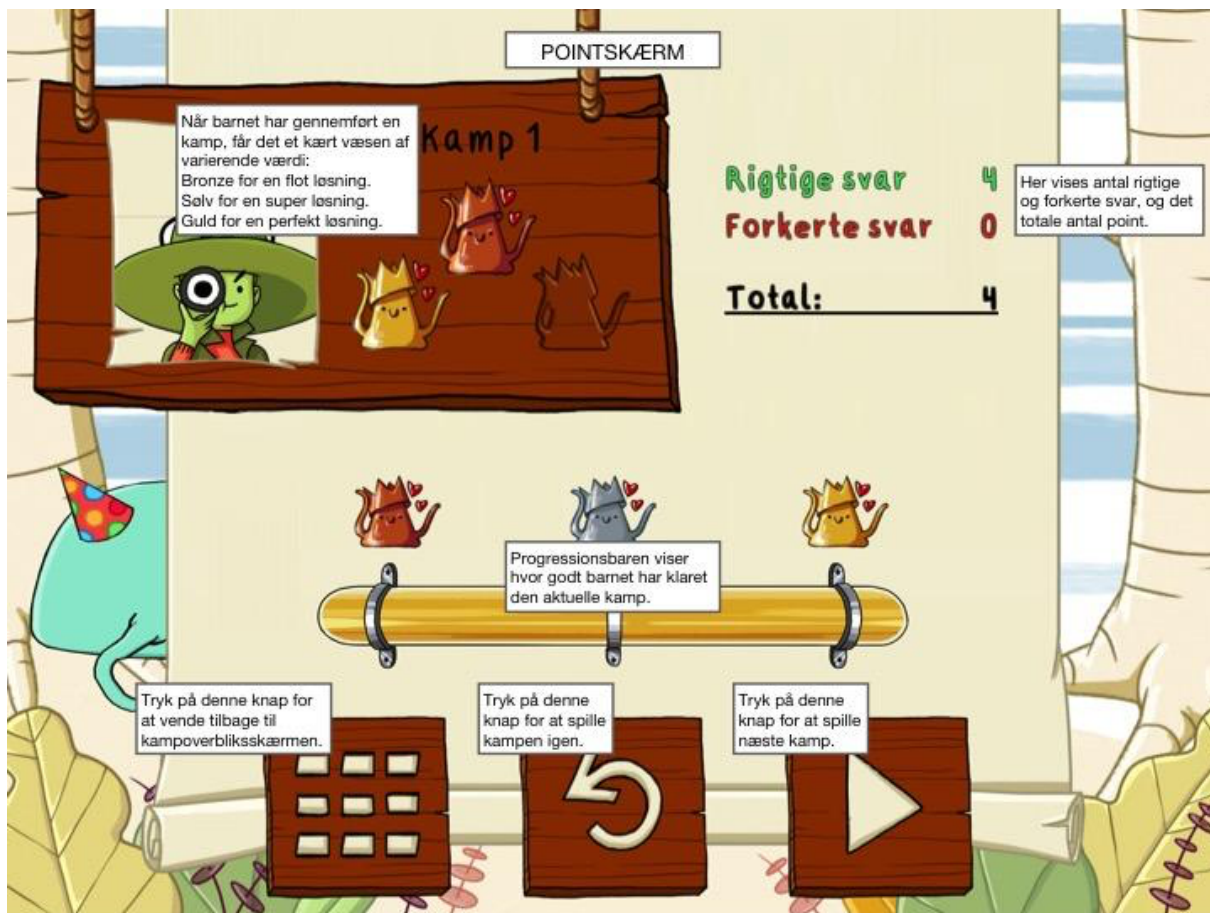 POINTSKÆRM
Når barnet har gennemført en
kamp, får det et kært væsen af
varierende værdi:
Bronze for en flot løsning.
Sølv for en super løsning.
Guld for en perfekt løsning.
Kamp 1
Rigtige svar 4
Forkerte svar 0
Total: 4
Her vises antal rigtige
og forkerte svar, og det
totale antal point.
Progressionsbaren viser
hvor godt barnet har klaret
den aktuelle kamp.
Tryk på denne knap for
at vende tilbage til
kampoverbliksskærmen.
Tryk på denne
knap for at spille
kampen igen.
Tryk på denne
knap for at spille
næste kamp.